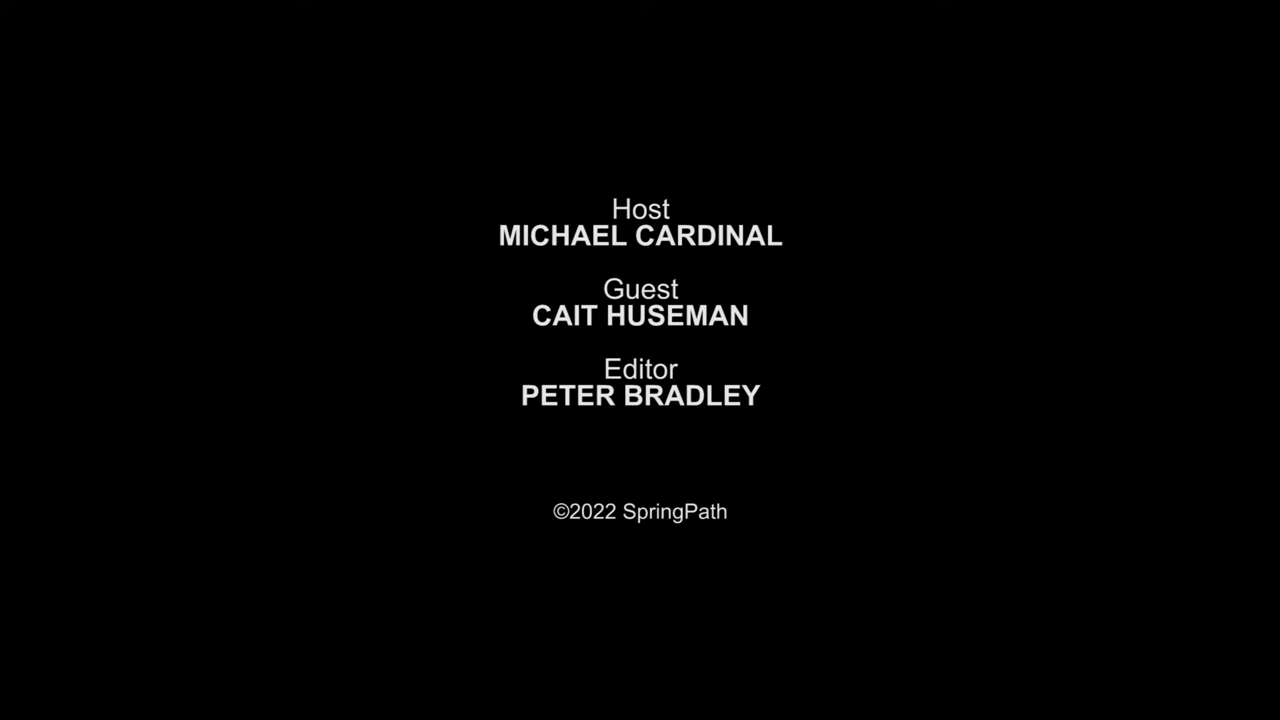 Host
MICHAEL CARDINAL
Guest
CAIT HUSEMAN
Editor
PETER BRADLEY
©2022 SpringPath